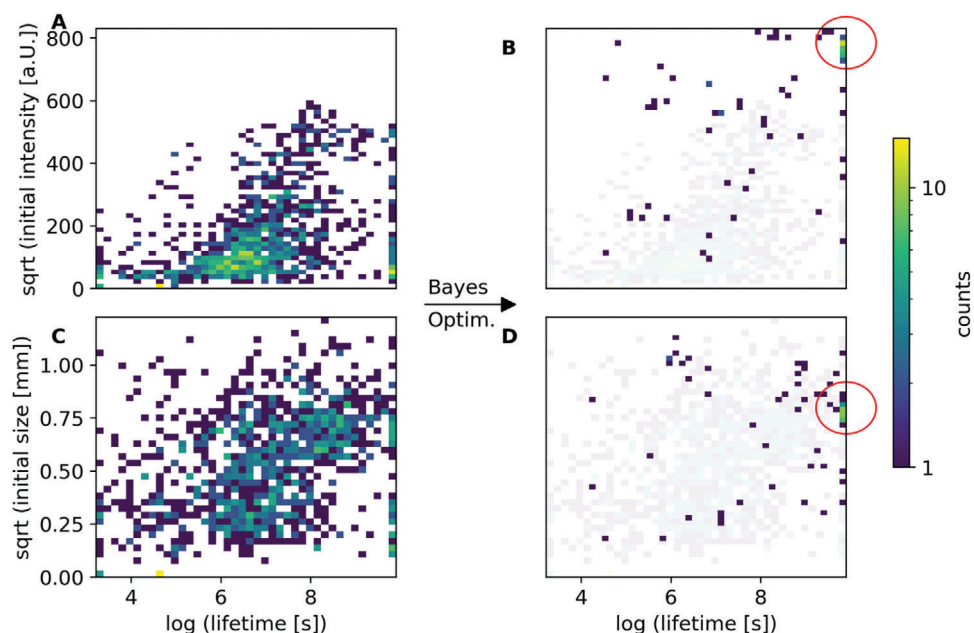 A
B
sqrt (initial intensity [a.U.])
800
600
400
200
0
Bayes
Optim.
10
1
counts
C
D
sqrt (initial size [mm])
1.00
0.75
0.50
0.25
0.00
4
6
8
log (lifetime [s])
4
6
8
log (lifetime [s])